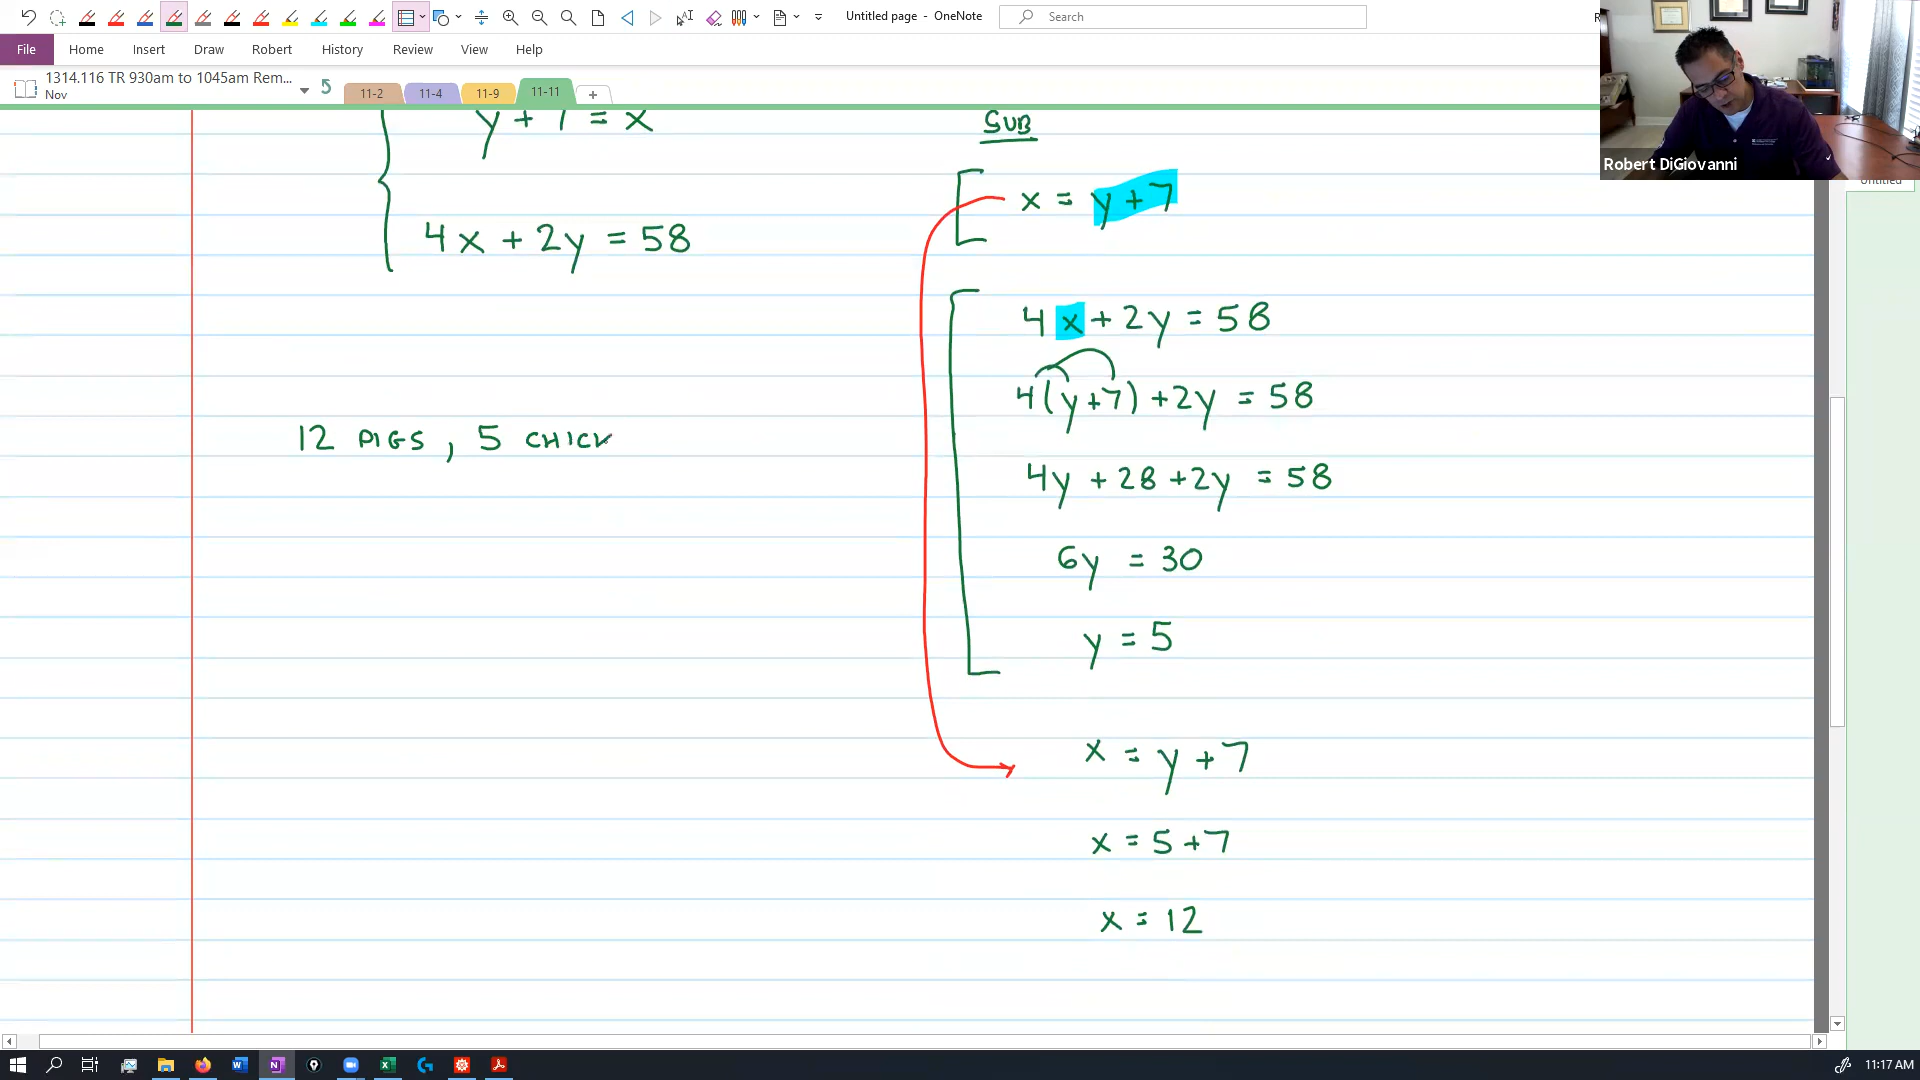 Untitled page - OneNote
Search
File Home Insert Draw Robert History Review View Help
1314.116 TR 930am to 1045am Rem...
Nov
11-2 11-4 11-9 11-11
y + 7 = x
4x + 2y = 58
12 PIGS, 5 CHICK
SUB
x = y + 7
4x + 2y = 58
4(y+7) + 2y = 58
4y + 28 + 2y = 58
6y = 30
y = 5
x = y + 7
x = 5 + 7
x = 12
Robert DiGiovanni
Untitled
11:17 AM